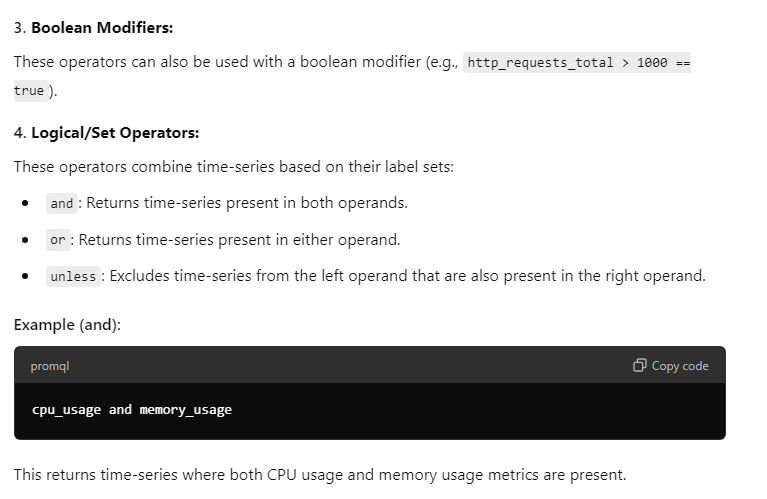 3. Boolean Modifiers:
These operators can also be used with a boolean modifier (e.g., http_requests_total > 1000 ==
true ).
4. Logical/Set Operators:
These operators combine time-series based on their label sets:
• and : Returns time-series present in both operands.
• or : Returns time-series present in either operand.
• unless : Excludes time-series from the left operand that are also present in the right operand.
Example (and):
promql Copy code
cpu_usage and memory_usage
This returns time-series where both CPU usage and memory usage metrics are present.